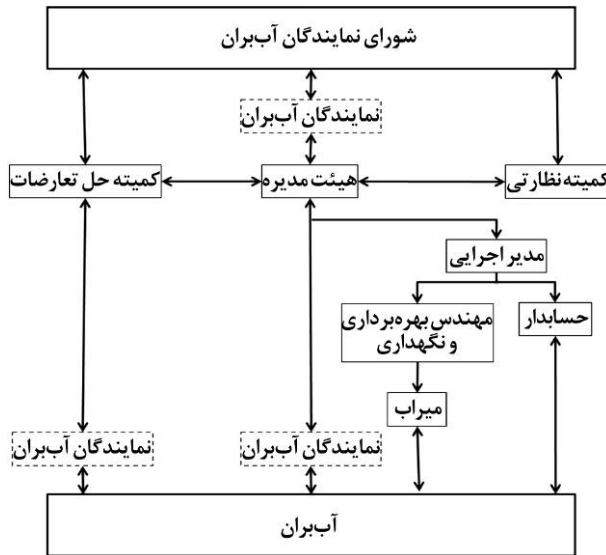 شورای نمایندگان آب‌بران
نمایندگان آب‌بران
کمیته نظارتی
هیئت مدیره
کمیته حل تعارضات
مدیر اجرایی
حسابدار
مهندس بهره‌برداری
و نگهداری
میراب
نمایندگان آب‌بران
نمایندگان آب‌بران
آب‌بران